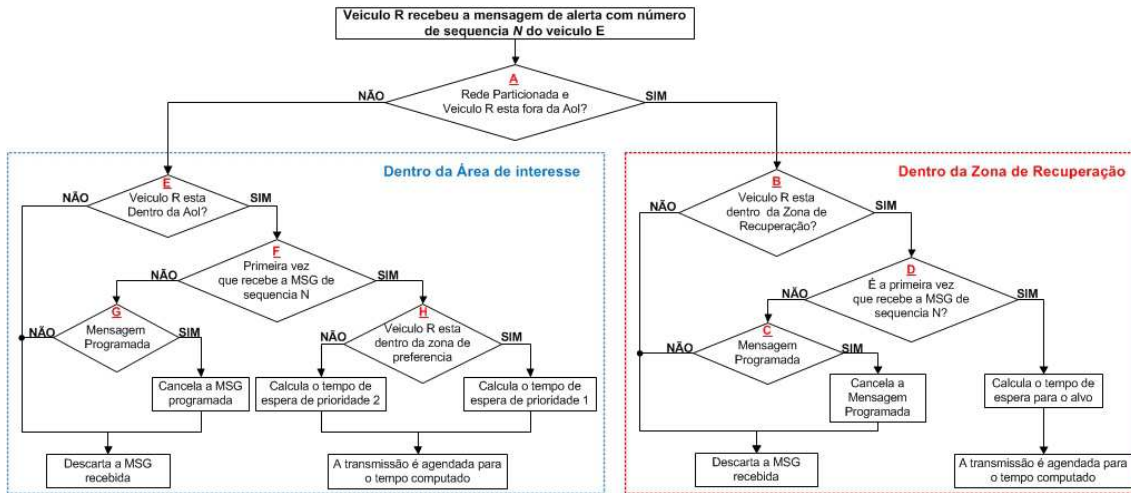 Veiculo R recebeu a mensagem de alerta com número
de sequencia N do veiculo E
A
Rede Particionada e
Veiculo R esta fora da AoI?
NÃO
SIM
Dentro da Área de interesse
E
Veiculo R esta
Dentro da AoI?
NÃO
SIM
F
Primeira vez
que recebe a MSG de
sequencia N
NÃO
SIM
G
Mensagem
Programada
NÃO
SIM
H
Veiculo R esta
dentro da zona de
preferencia
NÃO
SIM
Cancela a MSG
programada
Calcula o tempo de
espera de prioridade 2
Calcula o tempo de
espera de prioridade 1
Descarta a MSG
recebida
A transmissão é agendada para
o tempo computado
Dentro da Zona de Recuperação
B
Veiculo R esta
dentro da Zona de
Recuperação?
NÃO
SIM
D
É a primeira vez
que recebe a MSG de
sequencia N?
NÃO
SIM
C
Mensagem
Programada
NÃO
SIM
Cancela a
Mensagem
Programada
Calcula o tempo de
espera para o alvo
Descarta a MSG
recebida
A transmissão é agendada para
o tempo computado